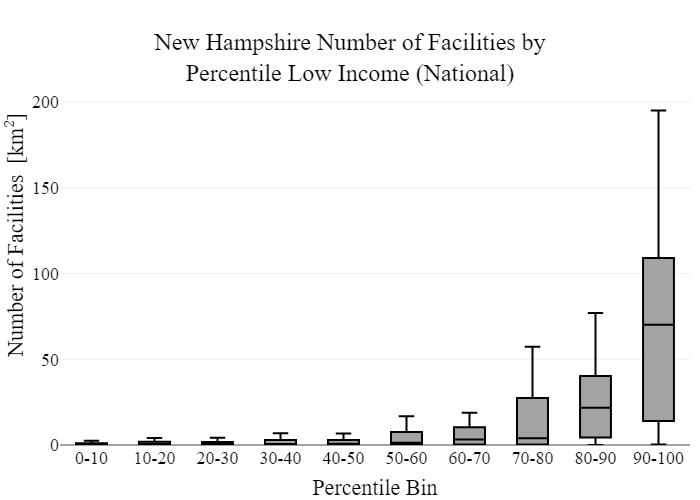 New Hampshire Number of Facilities by
Percentile Low Income (National)
Number of Facilities [km²]
200
150
100
50
0
0-10 10-20 20-30 30-40 40-50 50-60 60-70 70-80 80-90 90-100
Percentile Bin